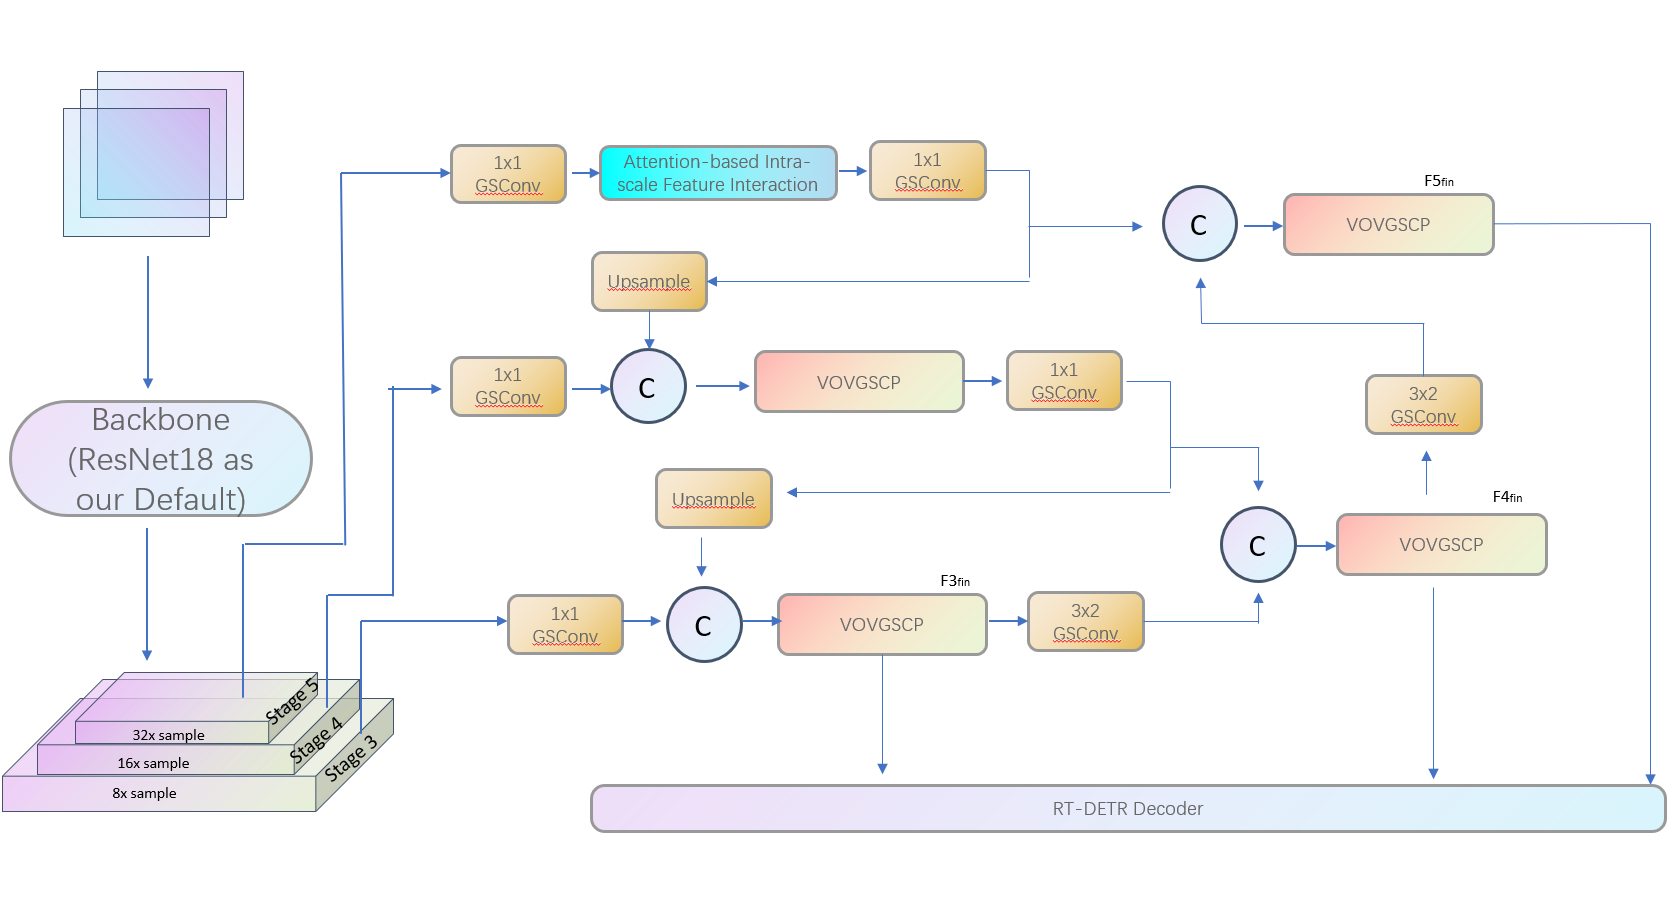 1x1
GSConv
Attention-based Intra-
scale Feature Interaction
1x1
GSConv
F5fin
C
VOVGSCP
Upsample
1x1
GSConv
C
VOVGSCP
1x1
GSConv
3x2
GSConv
Backbone
(ResNet18 as
our Default)
Upsample
F4fin
C
VOVGSCP
F3fin
1x1
GSConv
C
VOVGSCP
3x2
GSConv
Stage 5
32x sample
Stage 4
16x sample
Stage 3
8x sample
RT-DETR Decoder